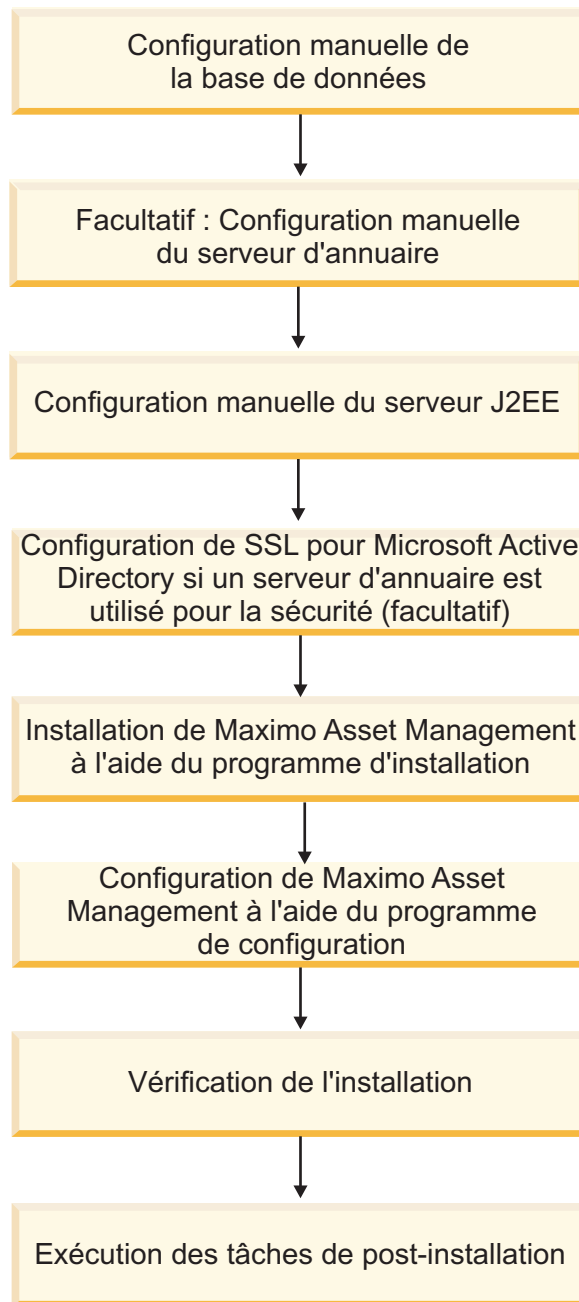 Configuration manuelle de
la base de données
Facultatif : Configuration manuelle
du serveur d'annuaire
Configuration manuelle du serveur J2EE
Configuration de SSL pour Microsoft Active
Directory si un serveur d'annuaire est
utilisé pour la sécurité (facultatif)
Installation de Maximo Asset Management
à l'aide du programme d'installation
Configuration de Maximo Asset
Management à l'aide du programme
de configuration
Vérification de l'installation
Exécution des tâches de post-installation